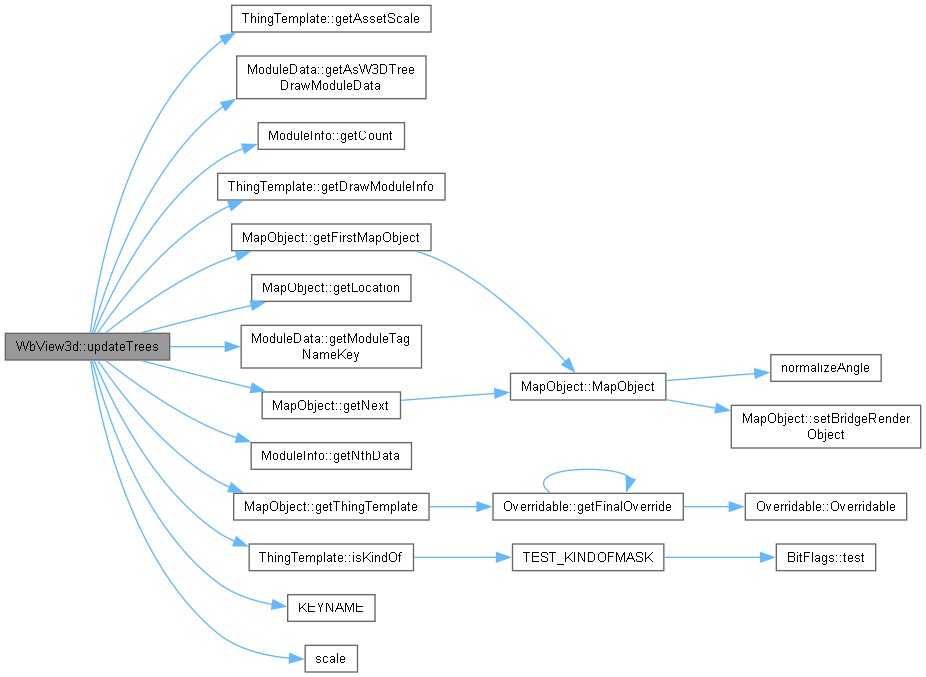 ThingTemplate::getAssetScale
ModuleData::getAsW3DTree
DrawModuleData
ModuleInfo::getCount
ThingTemplate::getDrawModuleInfo
MapObject::getFirstMapObject
MapObject::getLocation
WbView3d::updateTrees
ModuleData::getModuleTag
NameKey
MapObject::getNext
MapObject::MapObject
normalizeAngle
MapObject::setBridgeRender
Object
ModuleInfo::getNthData
MapObject::getThingTemplate
Overridable::getFinalOverride
Overridable::Overridable
ThingTemplate::isKindOf
TEST_KINDOFMASK
BitFlags::test
KEYNAME
scale